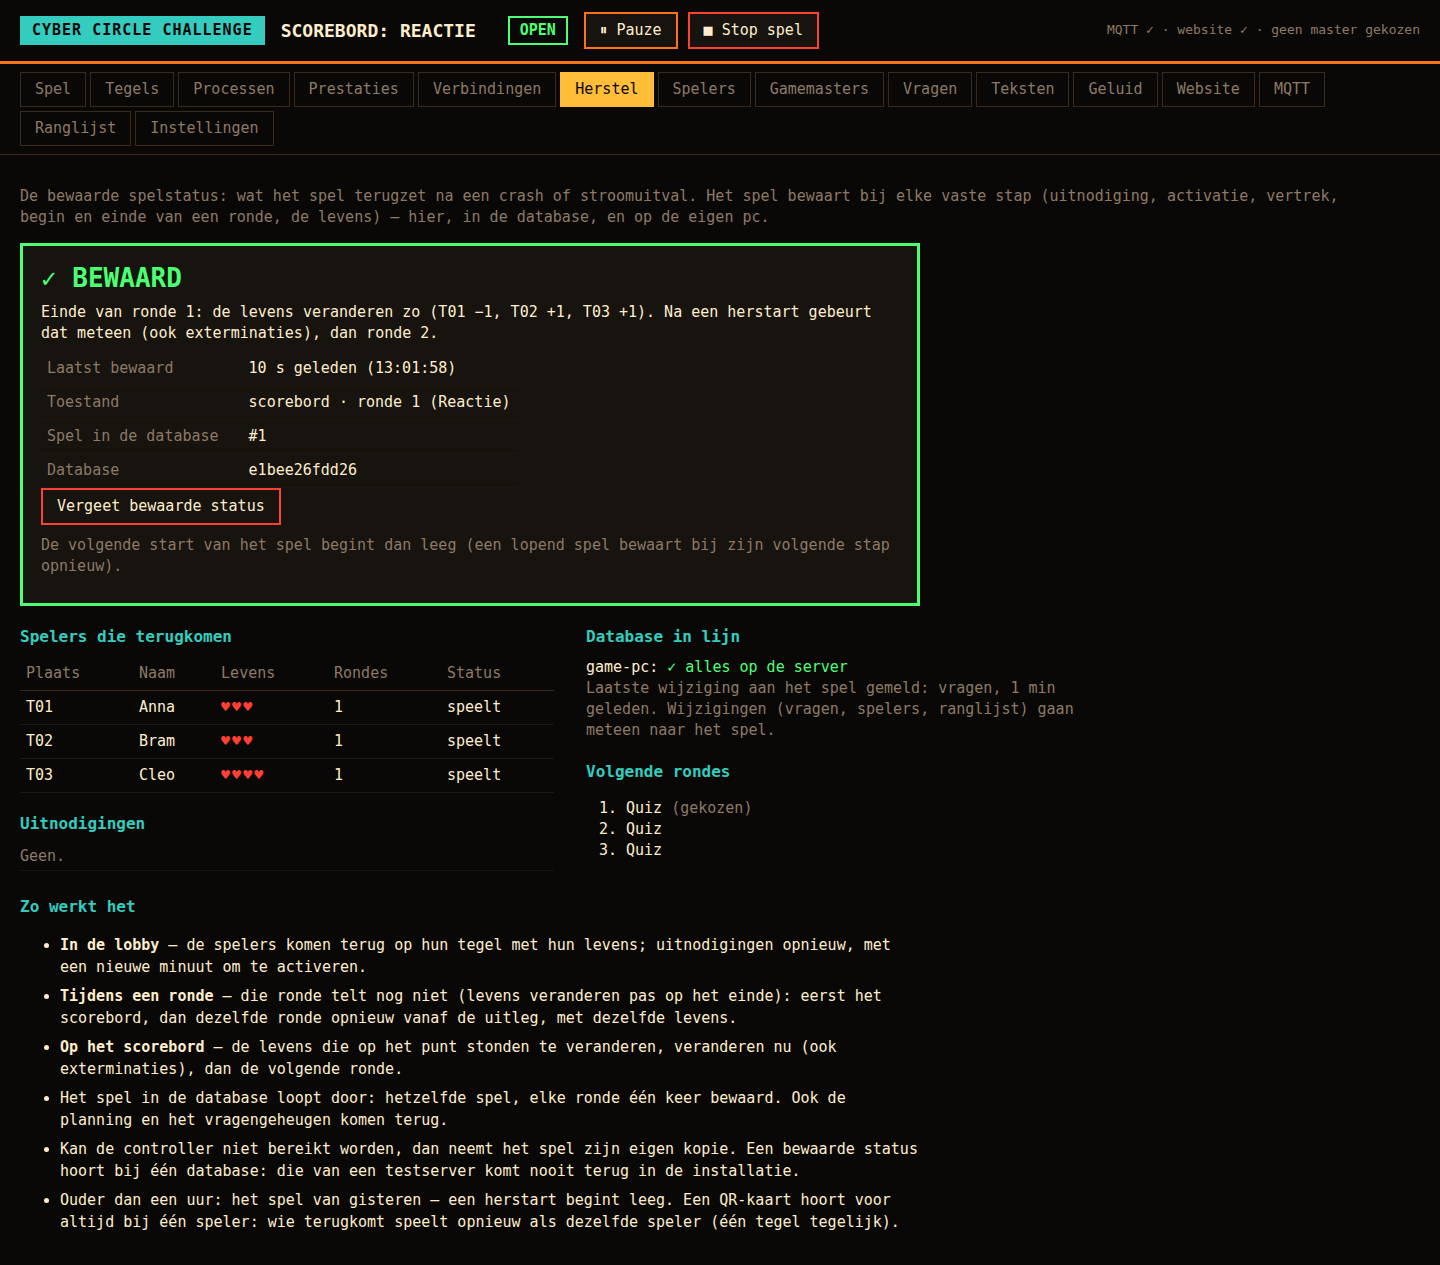 CYBER CIRCLE CHALLENGE SCOREBORD: REACTIE OPEN ⏸ Pauze ■ Stop spel MQTT ✓ · website ✓ · geen master gekozen
Spel Tegels Processen Prestaties Verbindingen Herstel Spelers Gamemasters Vragen Teksten Geluid Website MQTT
Ranglijst Instellingen
De bewaarde spelstatus: wat het spel terugzet na een crash of stroomuitval. Het spel bewaart bij elke vaste stap (uitnodiging, activatie, vertrek,
begin en einde van een ronde, de levens) — hier, in de database, en op de eigen pc.
✓ BEWAARD
Einde van ronde 1: de levens veranderen zo (T01 −1, T02 +1, T03 +1). Na een herstart gebeurt
dat meteen (ook exterminaties), dan ronde 2.
Laatst bewaard 10 s geleden (13:01:58)
Toestand scorebord · ronde 1 (Reactie)
Spel in de database #1
Database e1bee26fdd26
Vergeet bewaarde status
De volgende start van het spel begint dan leeg (een lopend spel bewaart bij zijn volgende stap
opnieuw).
Spelers die terugkomen
Plaats Naam Levens Rondes Status
T01 Anna ♥♥♥ 1 speelt
T02 Bram ♥♥♥ 1 speelt
T03 Cleo ♥♥♥♥ 1 speelt
Uitnodigingen
Geen.
Database in lijn
game-pc: ✓ alles op de server
Laatste wijziging aan het spel gemeld: vragen, 1 min
geleden. Wijzigingen (vragen, spelers, ranglijst) gaan
meteen naar het spel.
Volgende rondes
1. Quiz (gekozen)
2. Quiz
3. Quiz
Zo werkt het
• In de lobby — de spelers komen terug op hun tegel met hun levens; uitnodigingen opnieuw, met
een nieuwe minuut om te activeren.
• Tijdens een ronde — die ronde telt nog niet (levens veranderen pas op het einde): eerst het
scorebord, dan dezelfde ronde opnieuw vanaf de uitleg, met dezelfde levens.
• Op het scorebord — de levens die op het punt stonden te veranderen, veranderen nu (ook
exterminaties), dan de volgende ronde.
• Het spel in de database loopt door: hetzelfde spel, elke ronde één keer bewaard. Ook de
planning en het vragengeheugen komen terug.
• Kan de controller niet bereikt worden, dan neemt het spel zijn eigen kopie. Een bewaarde status
hoort bij één database: die van een testserver komt nooit terug in de installatie.
• Ouder dan een uur: het spel van gisteren — een herstart begint leeg. Een QR-kaart hoort voor
altijd bij één speler: wie terugkomt speelt opnieuw als dezelfde speler (één tegel tegelijk).